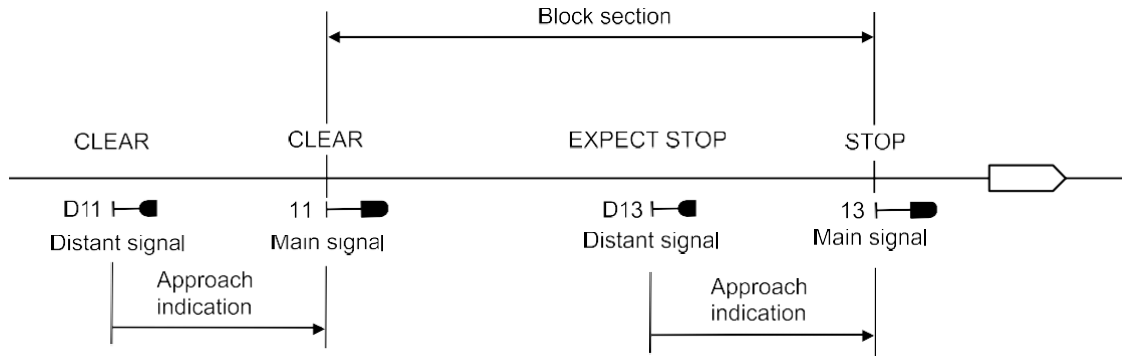 Block section
CLEAR
CLEAR
EXPECT STOP
STOP
D11
11
D13
13
Distant signal
Main signal
Distant signal
Main signal
Approach
indication
Approach
indication